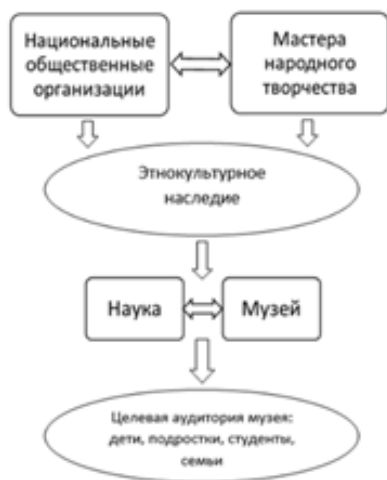 Национальные
общественные
организации
Мастера
народного
творчества
Этнокультурное
наследие
Наука
Музей
Целевая аудитория музея:
дети, подростки, студенты,
семьи